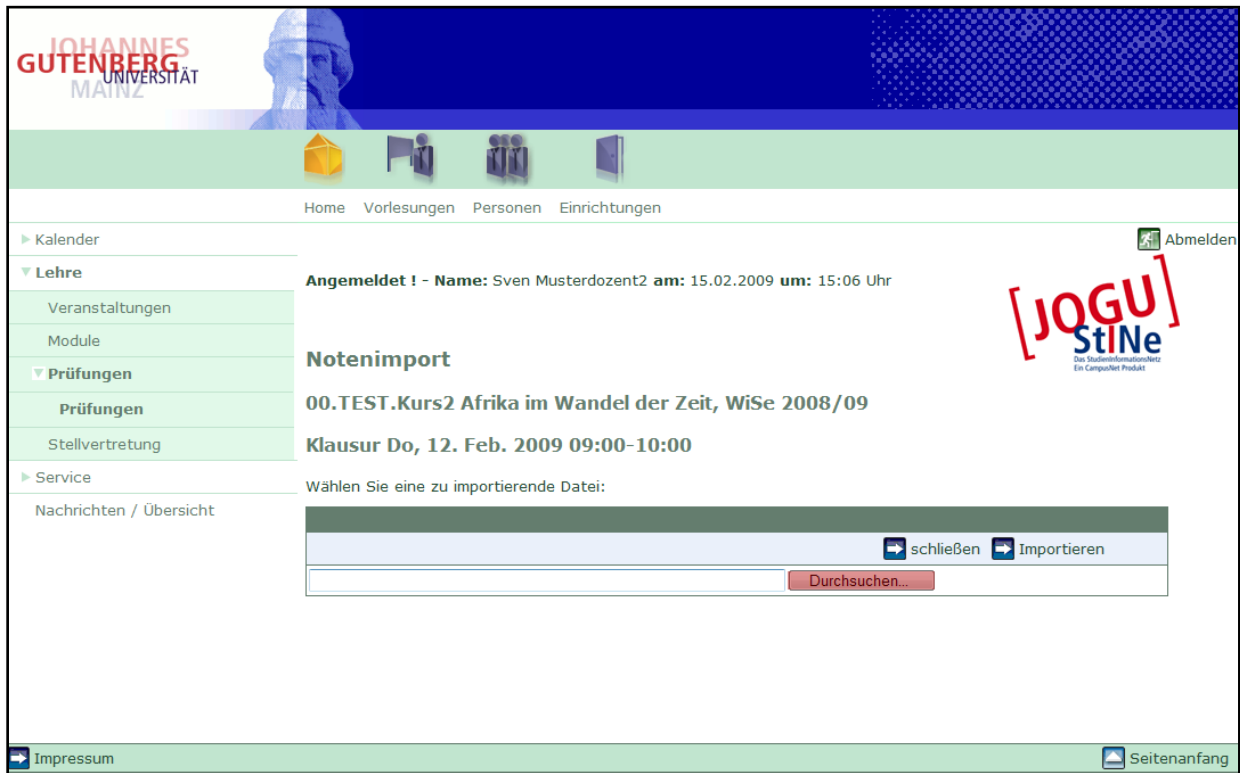 JOHANNES
GUTENBERG
UNIVERSITÄT
MAINZ
Home Vorlesungen Personen Einrichtungen
Kalender
Abmelden
Lehre
Angemeldet ! - Name: Sven Musterdozent2 am: 15.02.2009 um: 15:06 Uhr
Veranstaltungen
Module
Prüfungen
Prüfungen
Stellvertretung
Service
Nachrichten / Übersicht
[JOGU]
StINe
Das StudienInformationsNetz
Ein CampusNet Produkt
Notenimport
00.TEST.Kurs2 Afrika im Wandel der Zeit, WiSe 2008/09
Klausur Do, 12. Feb. 2009 09:00-10:00
Wählen Sie eine zu importierende Datei:
schließen Importieren
Durchsuchen...
Impressum
Seitenanfang